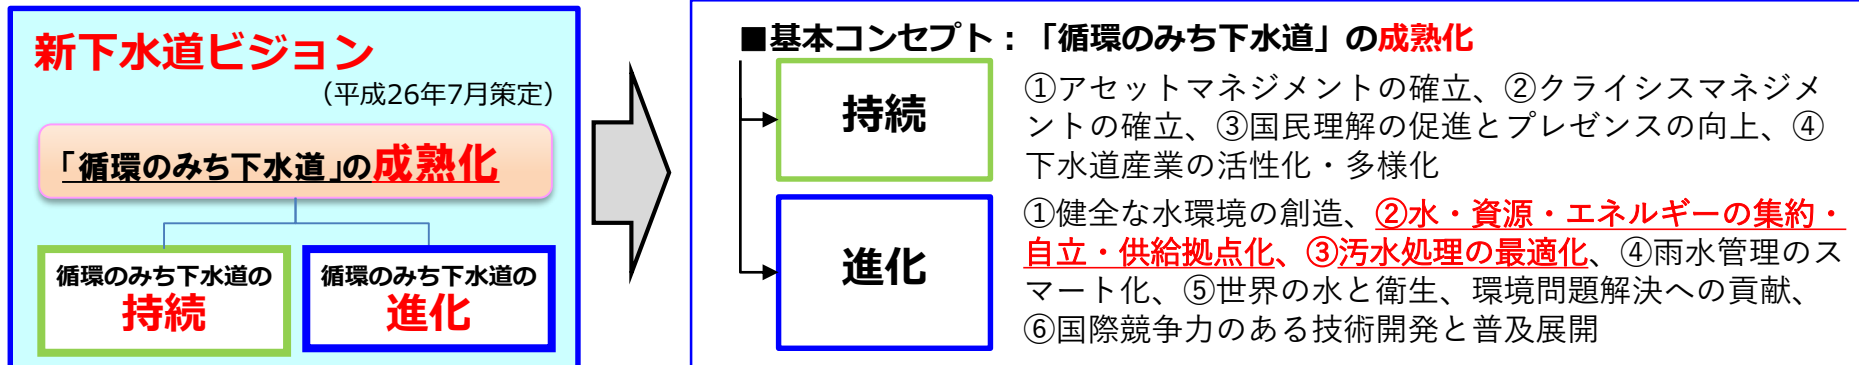 新下水道ビジョン
（平成26年7月策定）
「循環のみち下水道」の成熟化
循環のみち下水道の
持続
循環のみち下水道の
進化
■基本コンセプト：「循環のみち下水道」の成熟化
持続
①アセットマネジメントの確立、②クライシスマネジメ
ントの確立、③国民理解の促進とプレゼンスの向上、④
下水道産業の活性化・多様化
進化
①健全な水環境の創造、②水・資源・エネルギーの集約・
自立・供給拠点化、③汚水処理の最適化、④雨水管理のス
マート化、⑤世界の水と衛生、環境問題解決への貢献、
⑥国際競争力のある技術開発と普及展開